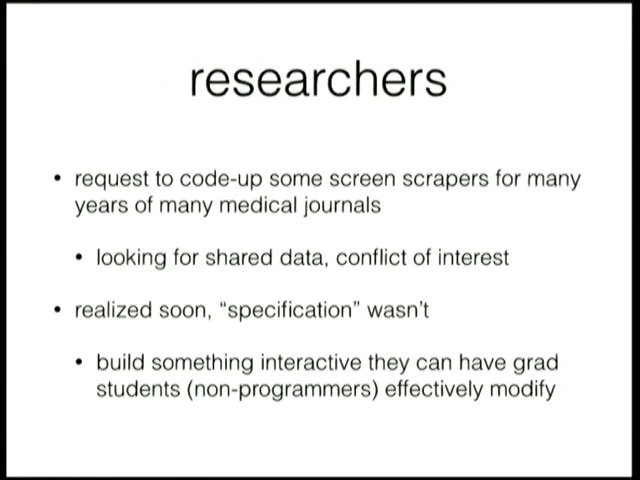 researchers
• request to code-up some screen scrapers for many
years of many medical journals
• looking for shared data, conflict of interest
• realized soon, “specification” wasn’t
• build something interactive they can have grad
students (non-programmers) effectively modify